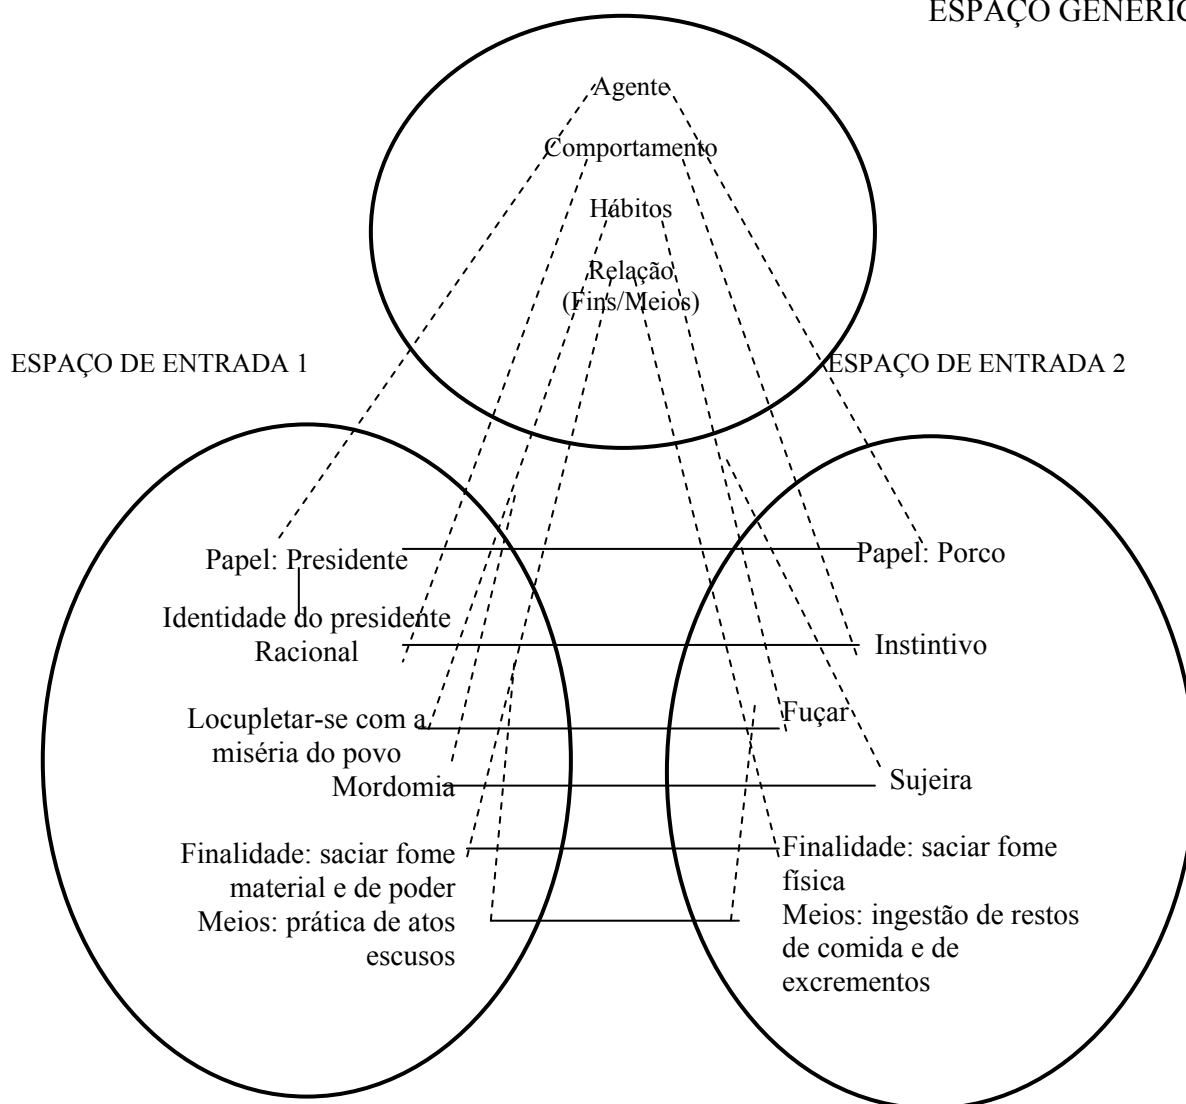 ESPAÇO GENÉRIC
Agente
Comportamento
Hábitos
Relação
(Fins/Meios)
ESPAÇO DE ENTRADA 1
ESPAÇO DE ENTRADA 2
Papel: Presidente
Identidade do presidente
Racional
Locupletar-se com a
miséria do povo
Mordomia
Finalidade: saciar fome
material e de poder
Meios: prática de atos
escusos
Papel: Porco
Instintivo
Fuçar
Sujeira
Finalidade: saciar fome
física
Meios: ingestão de restos
de comida e de
excrementos